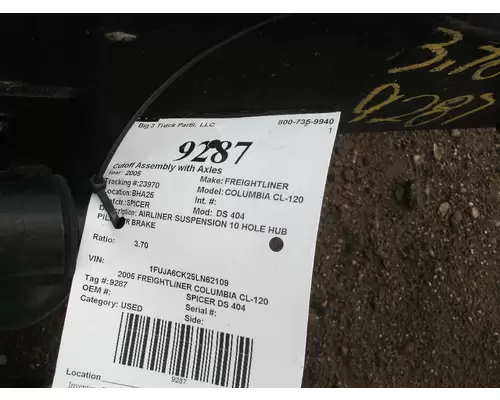 3.70
9287
Big 3 Truck Parts, LLC 800-735-9940
1
9287
Cutoff Assembly with Axles
Year: 2005 Make: FREIGHTLINER
Tracking #:23970 Model: COLUMBIA CL-120
Location: BHA25 Int. #:
Mfctr: SPICER Mod: DS 404
Description: AIRLINER SUSPENSION 10 HOLE HUB
BRAKE
Ratio: 3.70
VIN: 1FUJA6CK25LN62109
2005 FREIGHTLINER COLUMBIA CL-120
Tag #:9287 SPICER DS 404
OEM #: Serial #:
Category: USED Side:
9287
Location